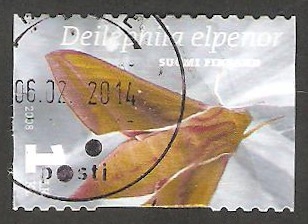 Deilephila elpenor
SUOMI FINLAND
06.02. 2014
2008
1
posti